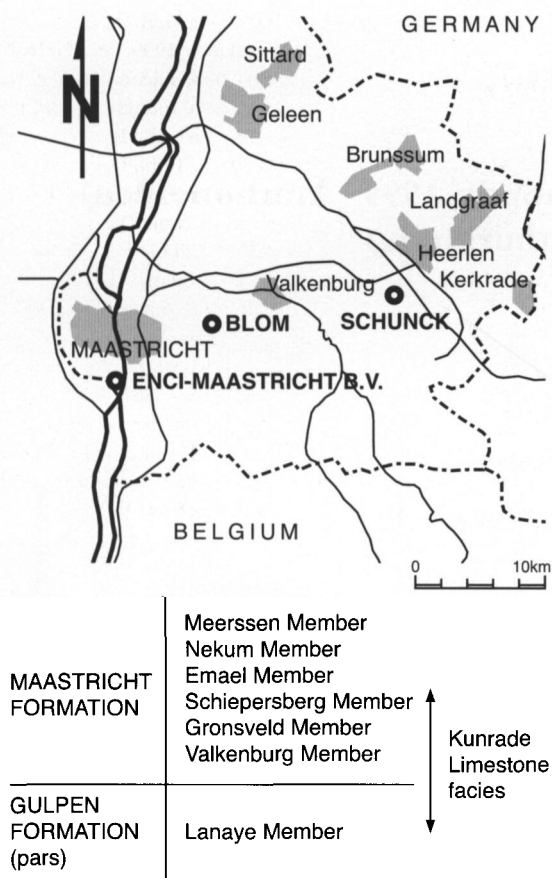 GERMANY
N
Sittard
Geleen
Brunssum
Landgraaf
Heerlen
Valkenburg
Kerkrade
BLOM
SCHUNCK
MAASTRICHT
ENCI-MAASTRICHT B.V.
BELGIUM
0 10km
MAASTRICHT
FORMATION
Meerssen Member
Nekum Member
Emael Member
Schiepersberg Member
Gronsveld Member
Valkenburg Member
Kunrade
Limestone
facies
GULPEN
FORMATION
(pars)
Lanaye Member